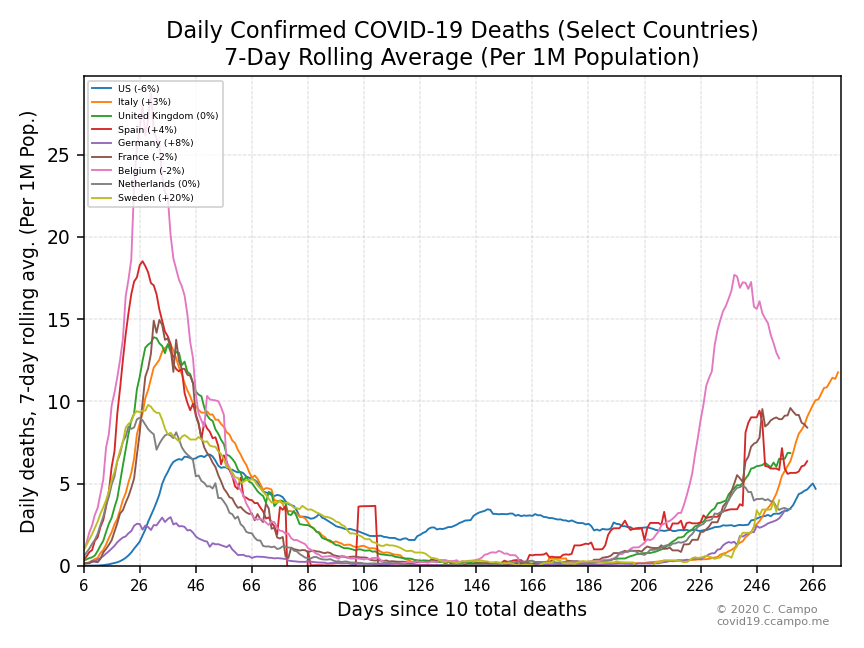 Daily Confirmed COVID-19 Deaths (Select Countries)
7-Day Rolling Average (Per 1M Population)
Daily deaths, 7-day rolling avg. (Per 1M Pop.)
25
20
15
10
5
0
US (-6%)
Italy (+3%)
United Kingdom (0%)
Spain (+4%)
Germany (+8%)
France (-2%)
Belgium (-2%)
Netherlands (0%)
Sweden (+20%)
6 26 46 66 86 106 126 146 166 186 206 226 246 266
Days since 10 total deaths
© 2020 C. Campo
covid19.ccampo.me